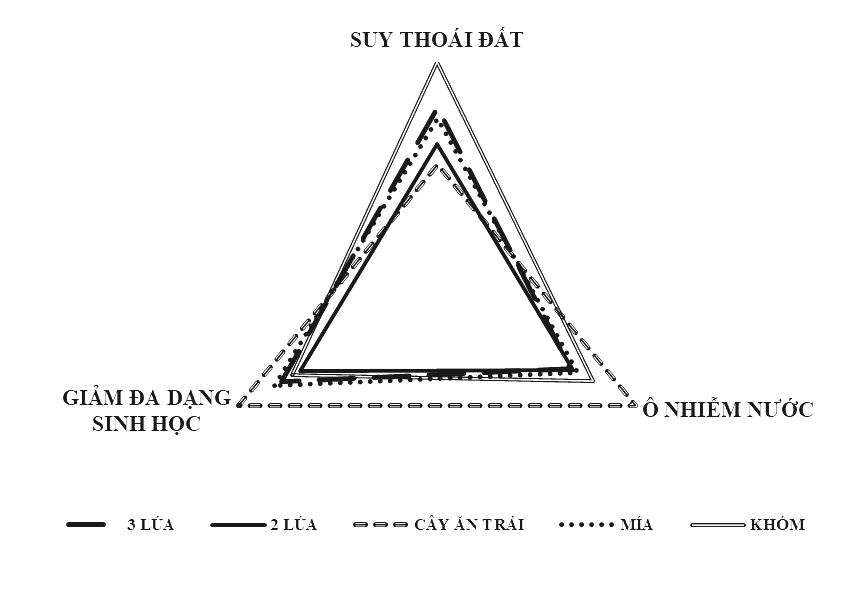 SUY THOÁI ĐẤT
GIẢM ĐA DẠNG
SINH HỌC
Ô NHIỄM NƯỚC
3 LÚA
2 LÚA
CÂY ĂN TRÁI
MÍA
KHÓM